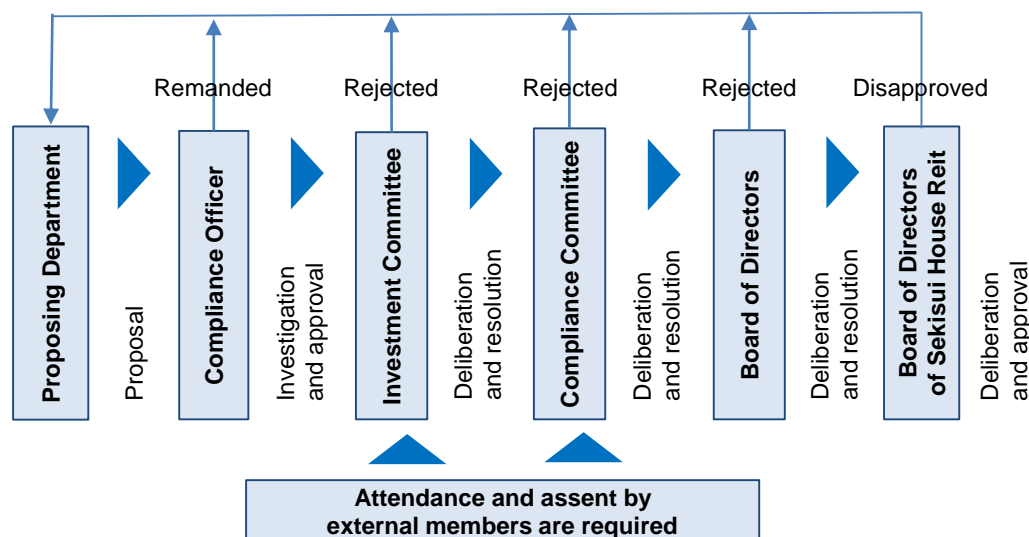 Remanded
Rejected
Rejected
Rejected
Disapproved
Proposing Department
Proposal
Compliance Officer
Investigation
and approval
Investment Committee
Deliberation
and resolution
Compliance Committee
Deliberation
and resolution
Board of Directors
Deliberation
and resolution
Board of Directors
of Sekisui House Reit
Deliberation
and approval
Attendance and assent by
external members are required